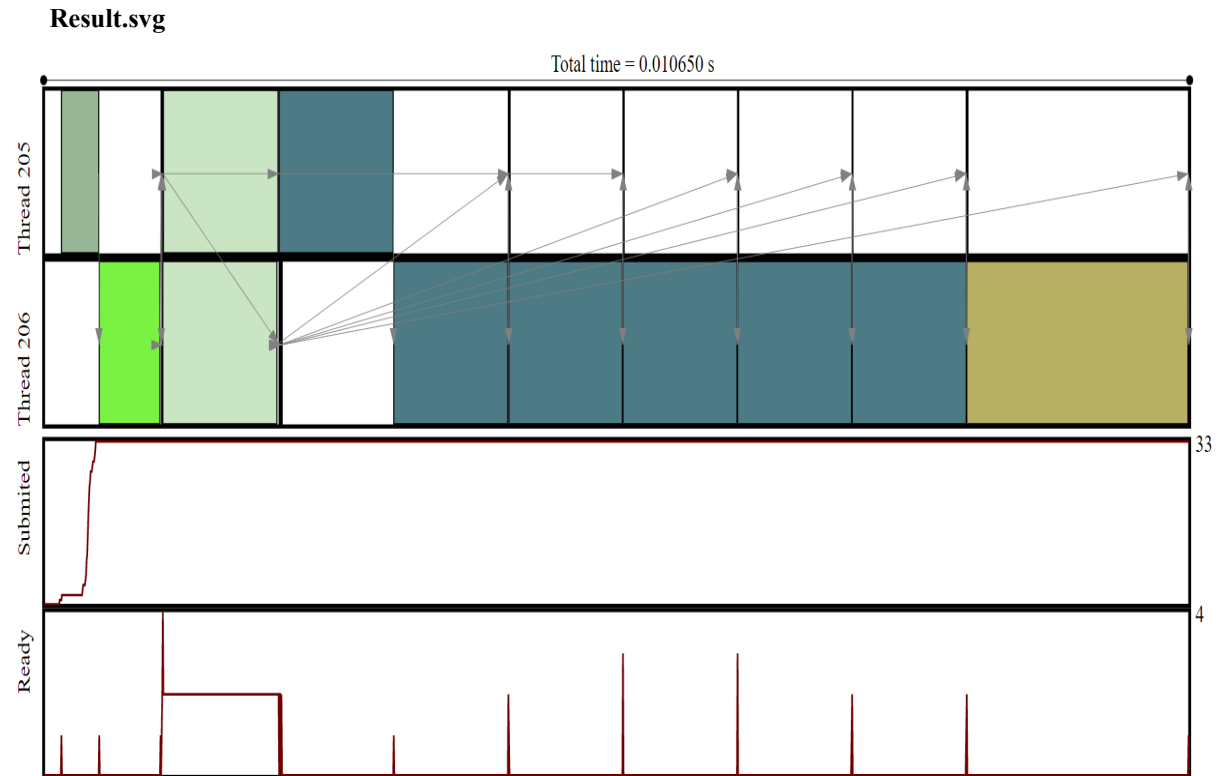 Result.svg
Total time = 0.010650 s
Thread 205
Thread 206
Submited
33
Ready
4